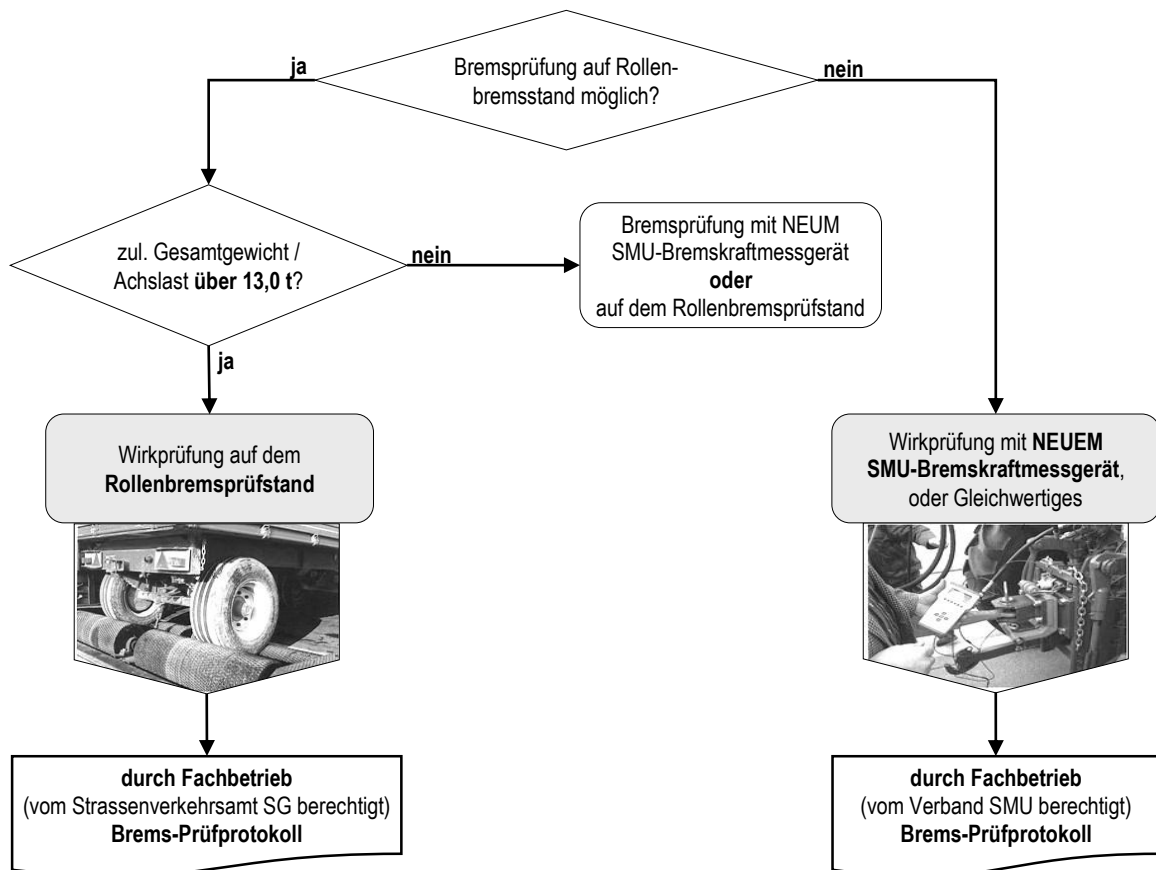 Bremsprüfung auf Rollen-
bremsstand möglich?
ja
nein
zul. Gesamtgewicht /
Achslast über 13,0 t?
nein
Bremsprüfung mit NEUM
SMU-Bremskraftmessgerät
oder
auf dem Rollenbremsprüfstand
ja
Wirkprüfung auf dem
Rollenbremsprüfstand
Wirkprüfung mit NEUEM
SMU-Bremskraftmessgerät,
oder Gleichwertiges
durch Fachbetrieb
(vom Strassenverkehrsamt SG berechtigt)
Brems-Prüfprotokoll
durch Fachbetrieb
(vom Verband SMU berechtigt)
Brems-Prüfprotokoll